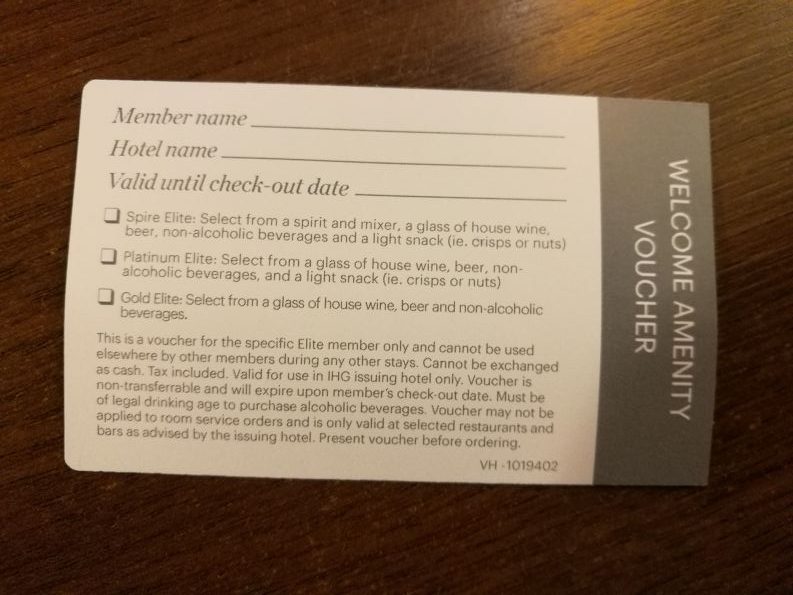 Member name
Hotel name
Valid until check-out date
Spire Elite: Select from a spirit and mixer, a glass of house wine,
beer, non-alcoholic beverages and a light snack (ie. crisps or nuts)
Platinum Elite: Select from a glass of house wine, beer, non-
alcoholic beverages, and a light snack (ie. crisps or nuts)
Gold Elite: Select from a glass of house wine, beer and non-alcoholic
beverages.
This is a voucher for the specific Elite member only and cannot be used
elsewhere by other members during any other stays. Cannot be exchanged
as cash. Tax included. Valid for use in IHG issuing hotel only. Voucher is
non-transferrable and will expire upon member's check-out date. Must be
of legal drinking age to purchase alcoholic beverages. Voucher may not be
applied to room service orders and is only valid at selected restaurants and
bars as advised by the issuing hotel. Present voucher before ordering.
VH -1019402
WELCOME AMENITY
VOUCHER